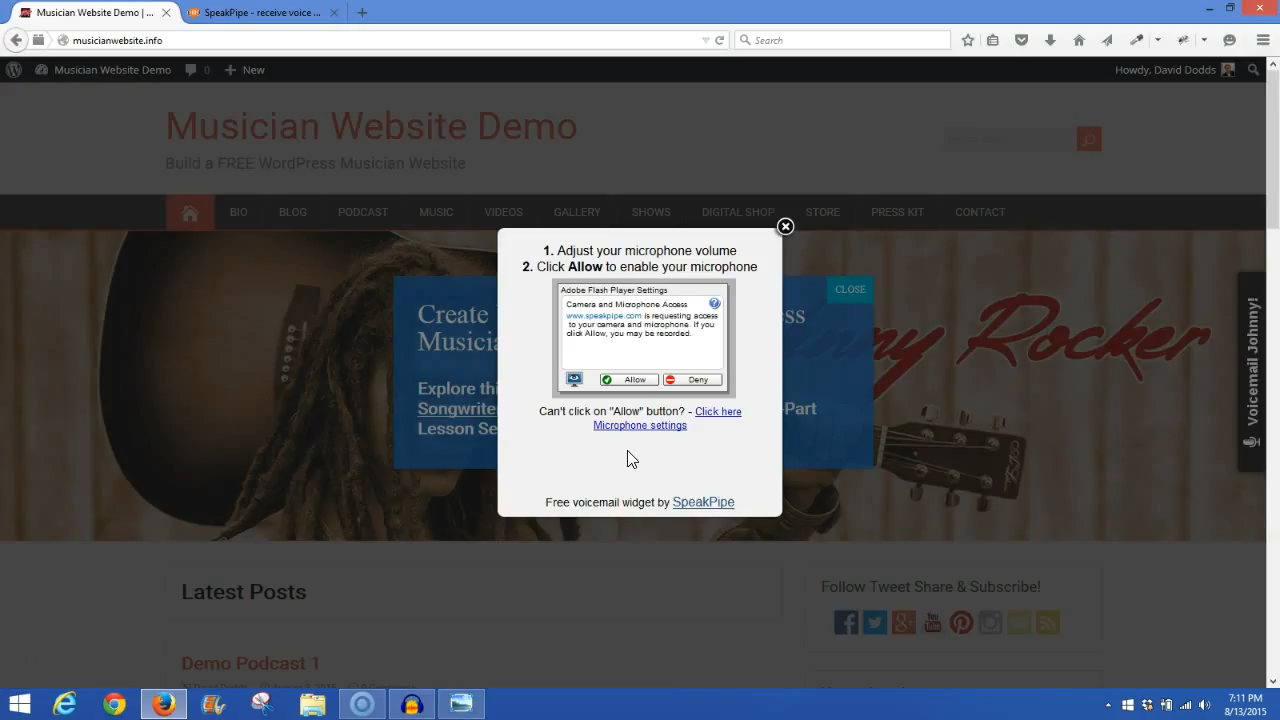 Musician Website Demo | ...
SpeakPipe - receive voice ...
musicianwebsite.info
Search
Musician Website Demo
0
New
Howdy, David Dodds
Musician Website Demo
Build a FREE WordPress Musician Website
BIO
BLOG
PODCAST
MUSIC
VIDEOS
GALLERY
SHOWS
DIGITAL SHOP
STORE
PRESS KIT
CONTACT
1. Adjust your microphone volume
2. Click Allow to enable your microphone
Adobe Flash Player Settings
Camera and Microphone Access
www.speakpipe.com is requesting access
to your camera and microphone. If you
click Allow, you may be recorded.
Allow
Deny
Can't click on "Allow" button? - Click here
Microphone settings
Free voicemail widget by SpeakPipe
CLOSE
Create
ess
Musicia
Explore thi
Songwrite
-Part
Lesson Se
nny Rocker
Voicemail Johnny!
Latest Posts
Demo Podcast 1
Follow Tweet Share & Subscribe!
7:11 PM
8/13/2015